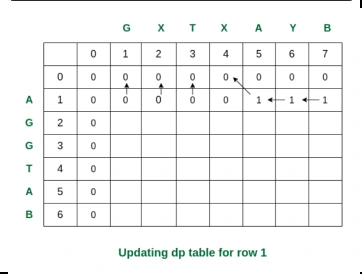 G X T X A Y B
0 1 2 3 4 5 6 7
0 0 0 0 0 0 0 0 0
A 1 0 0 0 0 0 1 1 1
G 2 0
G 3 0
T 4 0
A 5 0
B 6 0
Updating dp table for row 1